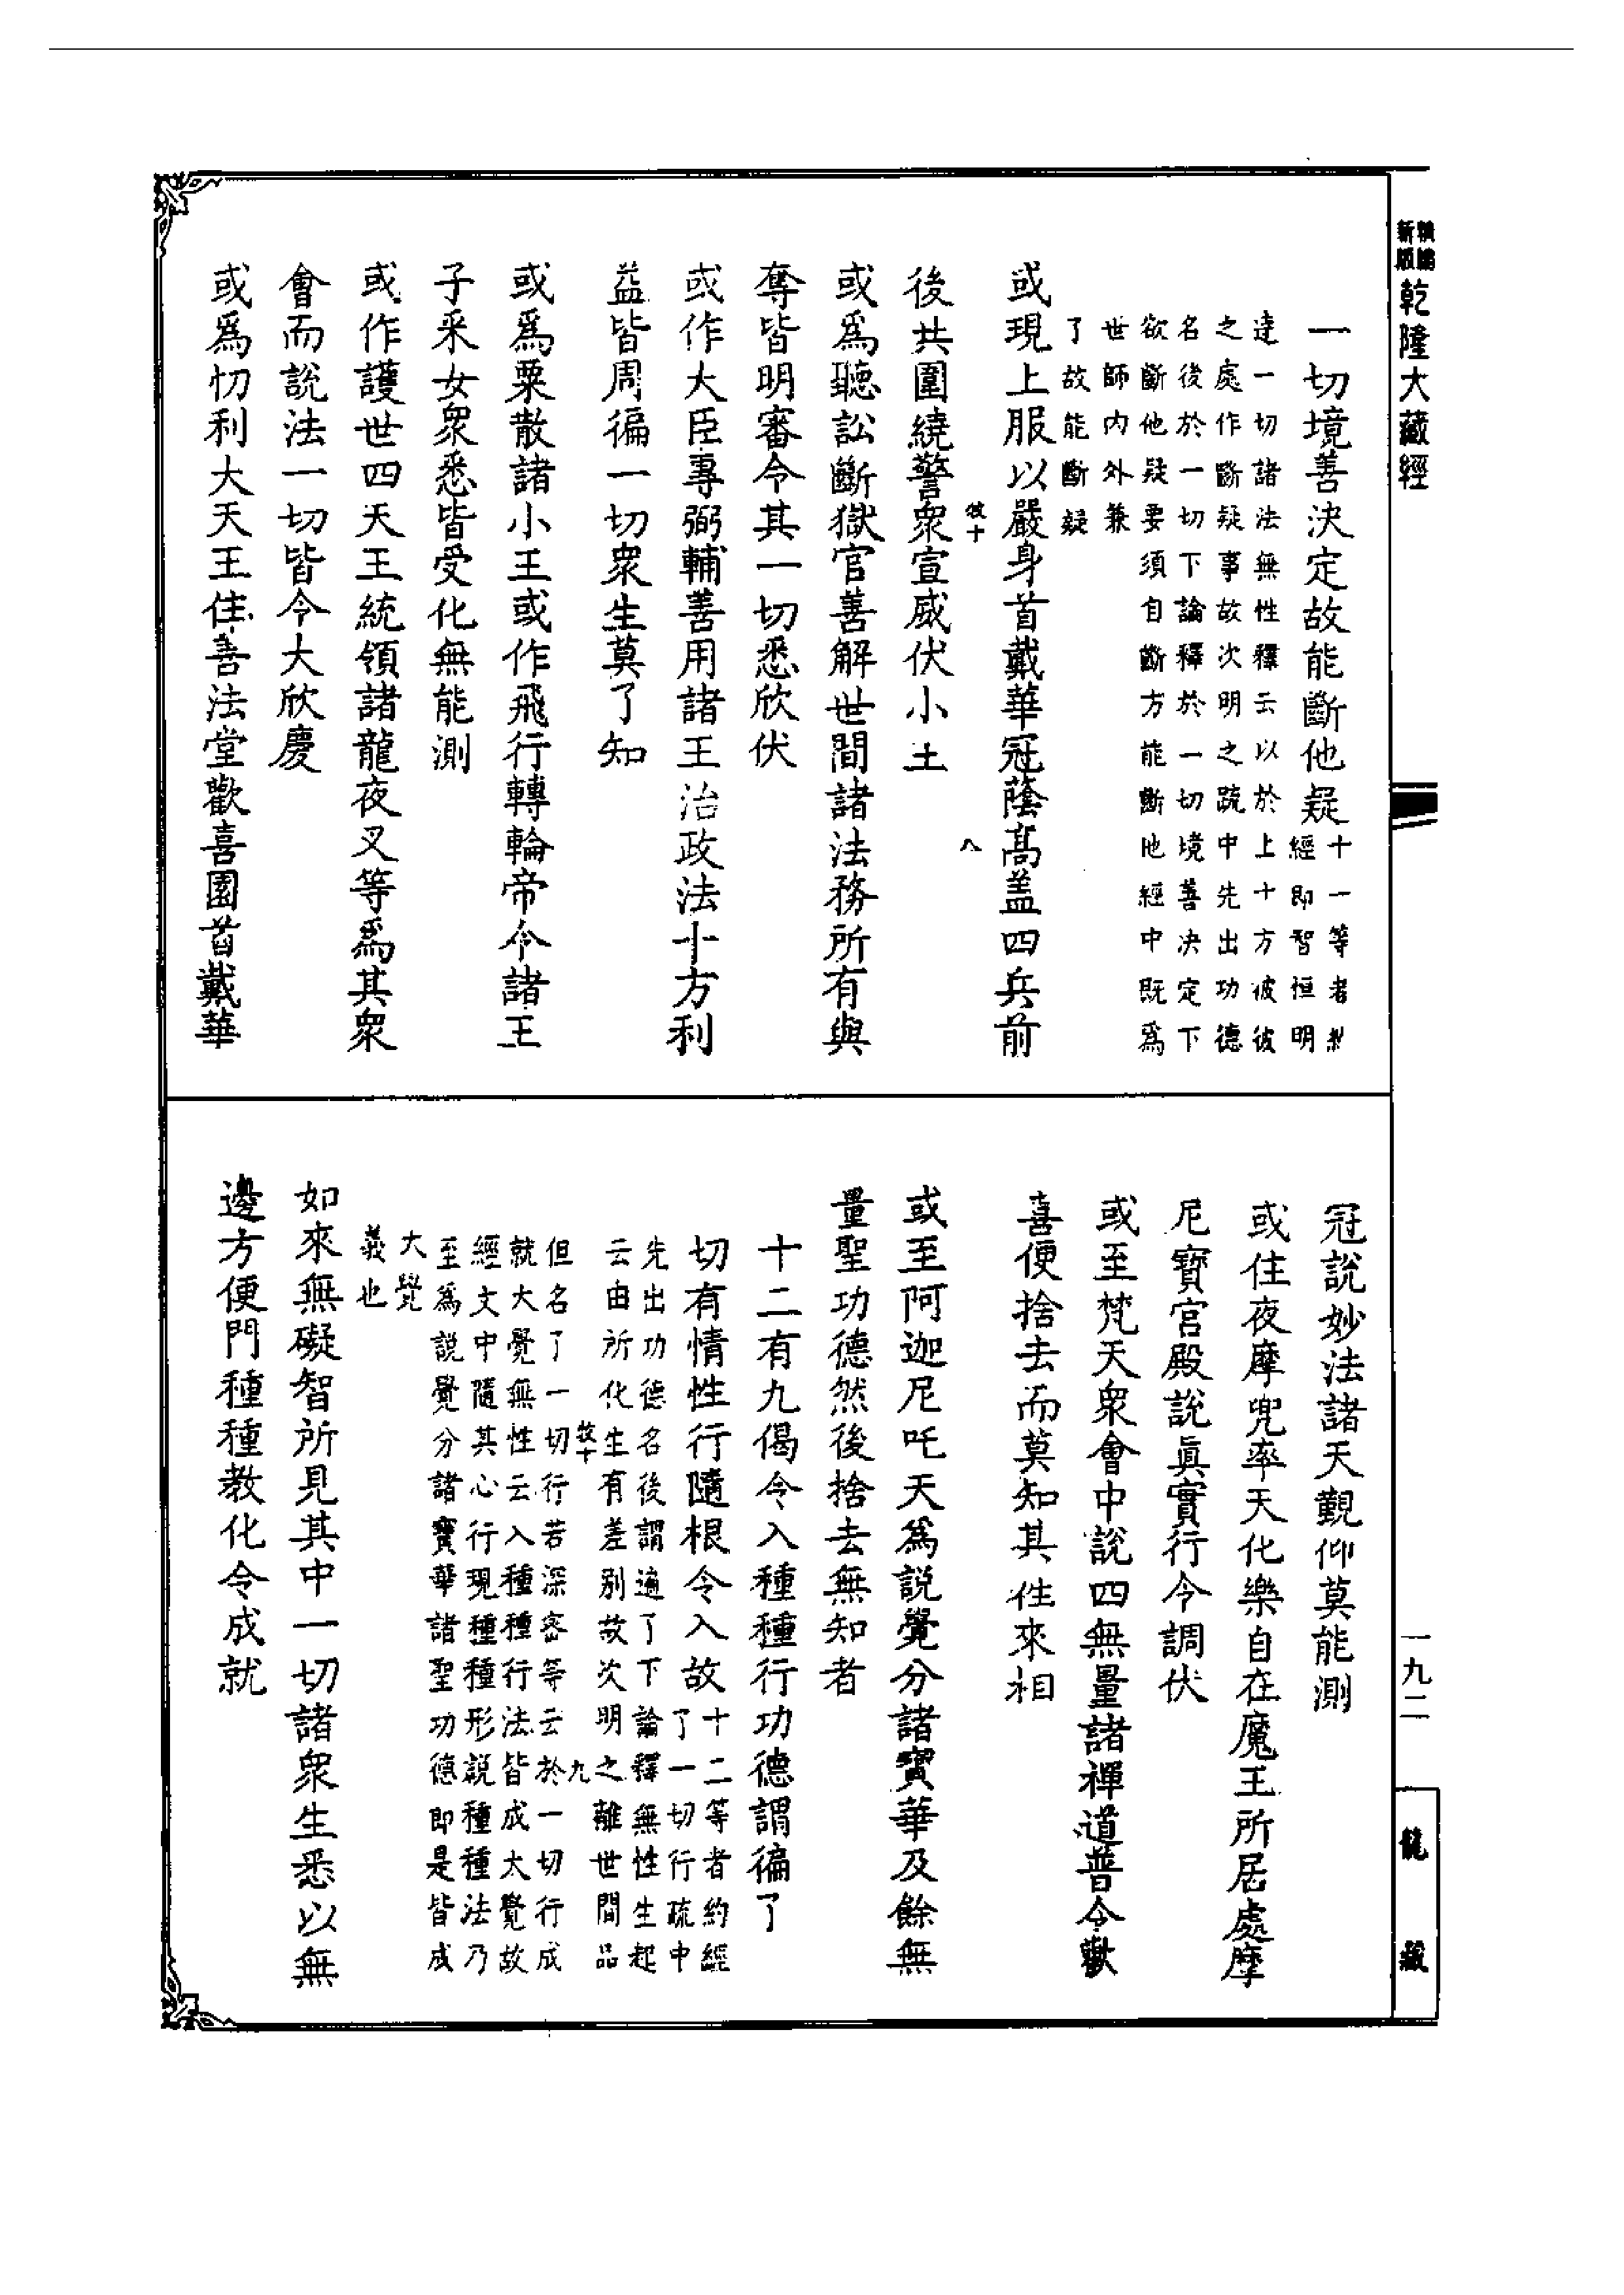 新版
乾隆大藏經
一九二
龍藏
一切境善決定故能斷他疑十一等者
經即智恒明
達一切諸法無性釋云以於上十方彼彼
之處作斷疑事故次明之疏中先出功德
名後於一切下論釋於一切境善决定下
欲斷他疑要須自斷方能斷他經中既爲
世師内外兼
了故能斷疑
或現上服以嚴身首戴華冠蔭髙盖四兵前
八
後共圍繞警衆宣威伏小王
或爲聽訟斷獄官善解世間諸法務所有與
奪皆明審令其一切悉欣伏
或作大臣專弼輔善用諸王治政法十方利
益皆周徧一切衆生莫了知
或爲粟散諸小王或作飛行轉輪帝令諸王
子采女衆悉皆受化無能測
或作護世四天王統領諸龍夜叉等爲其衆
會而説法一切皆令大欣慶
或爲忉利大天王住善法堂歡喜園首戴華
冠説妙法諸天覲仰莫能測
或住夜摩兜率天化樂自在魔王所居處摩
尼寳宮殿説眞實行令調伏
或至梵天衆會中説四無量諸禪道普令歡
喜便捨去而莫知其往來相
或至阿迦尼吒天爲説覺分諸寳華及餘無
量聖功德然後捨去無知者
十二有九偈令入種種行功德謂徧了
切有情性行隨根令入故十二等者約經
了一切行疏中
先出功德名後謂遍了下論釋無性生起
云由所化生有差別故次明之離世間品
九
但名了一切行若深密等云於一切行成
就大覺無性云入種種行法皆成大覺故
經文中隨其心行現種種形説種種法乃
至爲説覺分諸寳華諸聖功德即是皆成
大覺
義也
如來無礙智所見其中一切諸衆生悉以無
邊方便門種種教化令成就